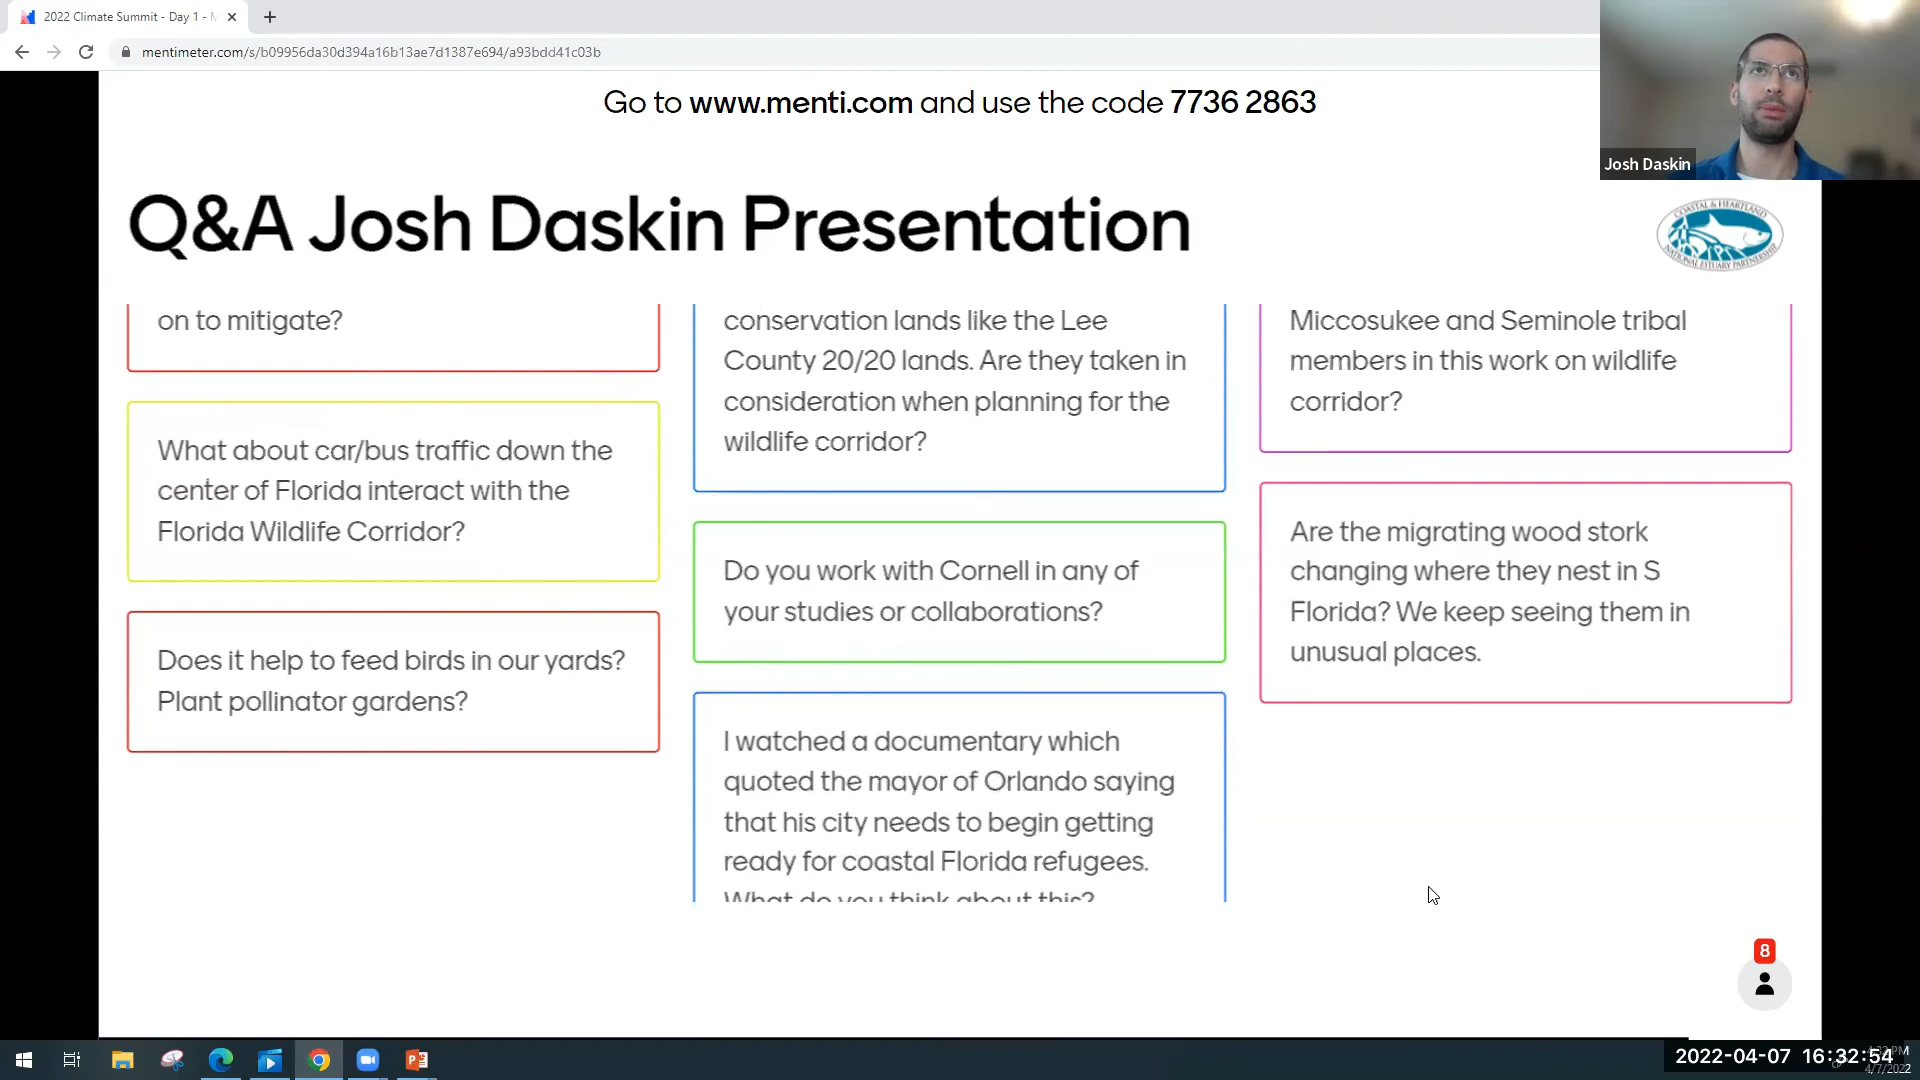 2022 Climate Summit - Day 1 -
mentimeter.com/s/b09956da30d394a16b13ae7d1387e694/a93bdd41c03b
Go to www.menti.com and use the code 7736 2863
Josh Daskin
Q&A Josh Daskin Presentation
COASTAL & HEARTLAND
NATIONAL ESTUARY PARTNERSHIP
on to mitigate?
What about car/bus traffic down the
center of Florida interact with the
Florida Wildlife Corridor?
Does it help to feed birds in our yards?
Plant pollinator gardens?
conservation lands like the Lee
County 20/20 lands. Are they taken in
consideration when planning for the
wildlife corridor?
Do you work with Cornell in any of
your studies or collaborations?
I watched a documentary which
quoted the mayor of Orlando saying
that his city needs to begin getting
ready for coastal Florida refugees.
What do you think about this?
Miccosukee and Seminole tribal
members in this work on wildlife
corridor?
Are the migrating wood stork
changing where they nest in S
Florida? We keep seeing them in
unusual places.
8
2022-04-07 16:32:54
4/7/2022